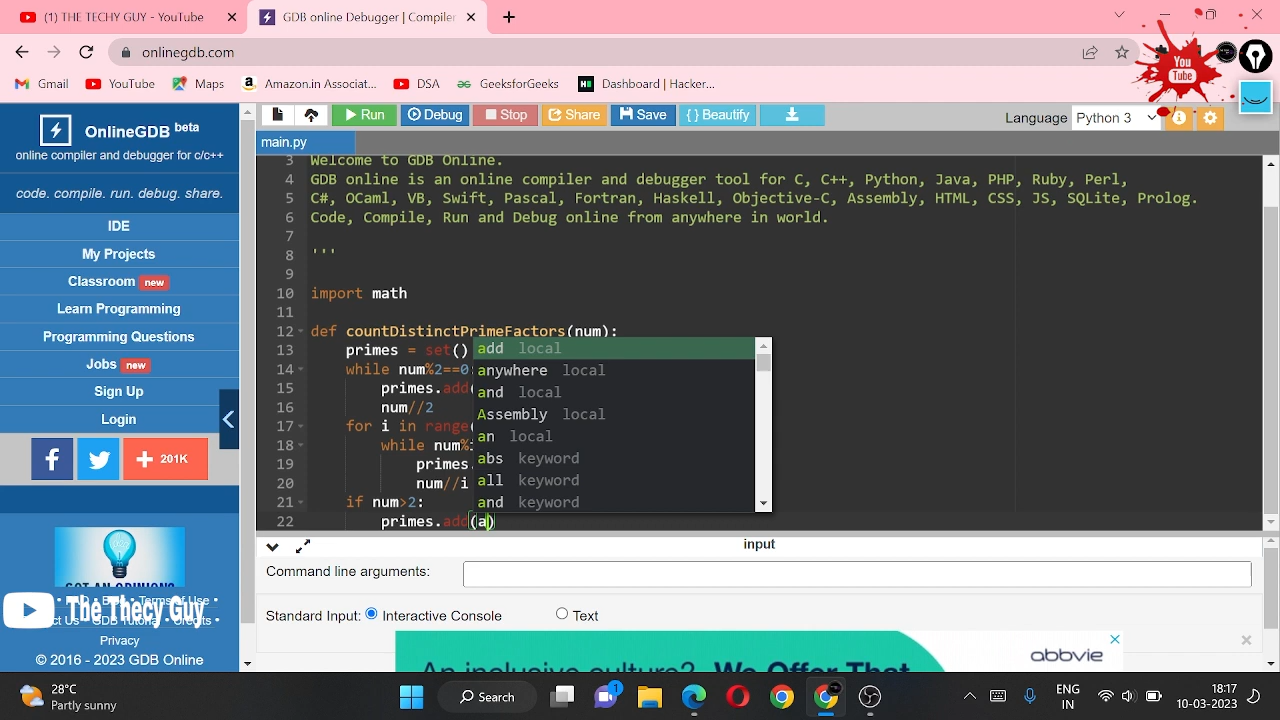 (1) THE TECHY GUY - YouTube
GDB online Debugger | Compiler
onlinegdb.com
Gmail YouTube Maps Amazon.in Associat... DSA GeeksforGeeks Dashboard | Hacker...
You
Tube
OnlineGDB beta
online compiler and debugger for c/c++
code. compile. run. debug. share.
IDE
My Projects
Classroom new
Learn Programming
Programming Questions
Jobs new
Sign Up
Login
201K
The Thecy Guy
Terms of Use •
GDB Tutorial • Credits •
Privacy
© 2016 - 2023 GDB Online
Run Debug Stop Share Save { } Beautify
Language Python 3
main.py
3 Welcome to GDB Online.
4 GDB online is an online compiler and debugger tool for C, C++, Python, Java, PHP, Ruby, Perl,
5 C#, OCaml, VB, Swift, Pascal, Fortran, Haskell, Objective-C, Assembly, HTML, CSS, JS, SQLite, Prolog.
6 Code, Compile, Run and Debug online from anywhere in world.
7
8 '''
9
10 import math
11
12 def countDistinctPrimeFactors(num):
13 primes = set()
14 while num%2==0:
15 primes.add(
16 num//2
17 for i in range(
18 while num%i
19 primes.
20 num//i
21 if num>2:
22 primes.add(a)
add local
anywhere local
and local
Assembly local
an local
abs keyword
all keyword
and keyword
input
Command line arguments:
Standard Input: Interactive Console Text
An inclusive culture? We Offer That
abbvie
28°C
Partly sunny
Search
1
ENG
IN
18:17
10-03-2023